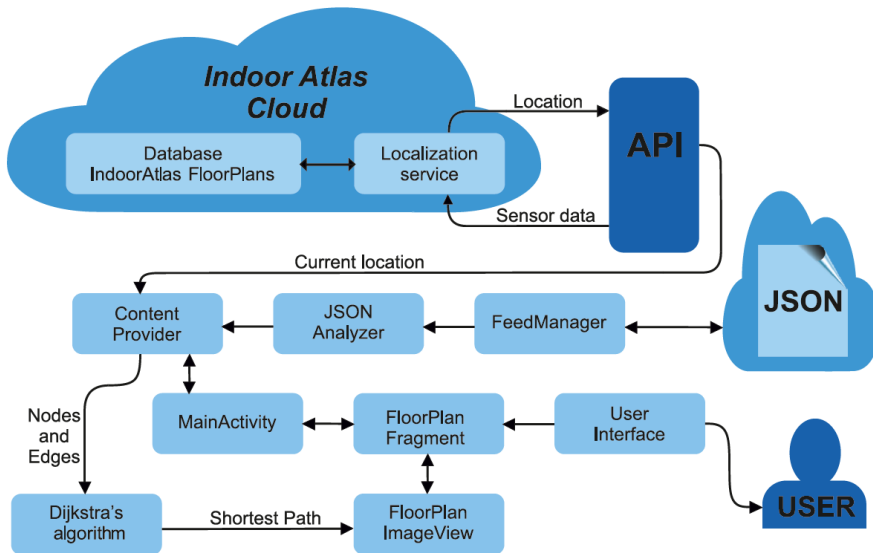 Indoor Atlas
Cloud
Location
API
Database
IndoorAtlas FloorPlans
Localization
service
Sensor data
Current location
JSON
Content
Provider
JSON
Analyzer
FeedManager
Nodes
and
Edges
MainActivity
FloorPlan
Fragment
User
Interface
Dijkstra's
algorithm
Shortest Path
FloorPlan
ImageView
USER